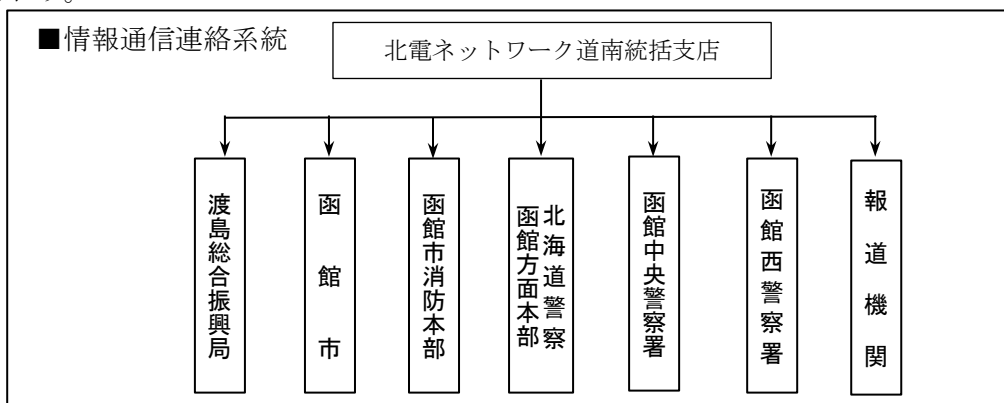 ■情報通信連絡系統
北電ネットワーク道南統括支店
渡島総合振興局
函館市
函館市消防本部
北海道警察
函館方面本部
函館中央警察署
函館西警察署
報道機関